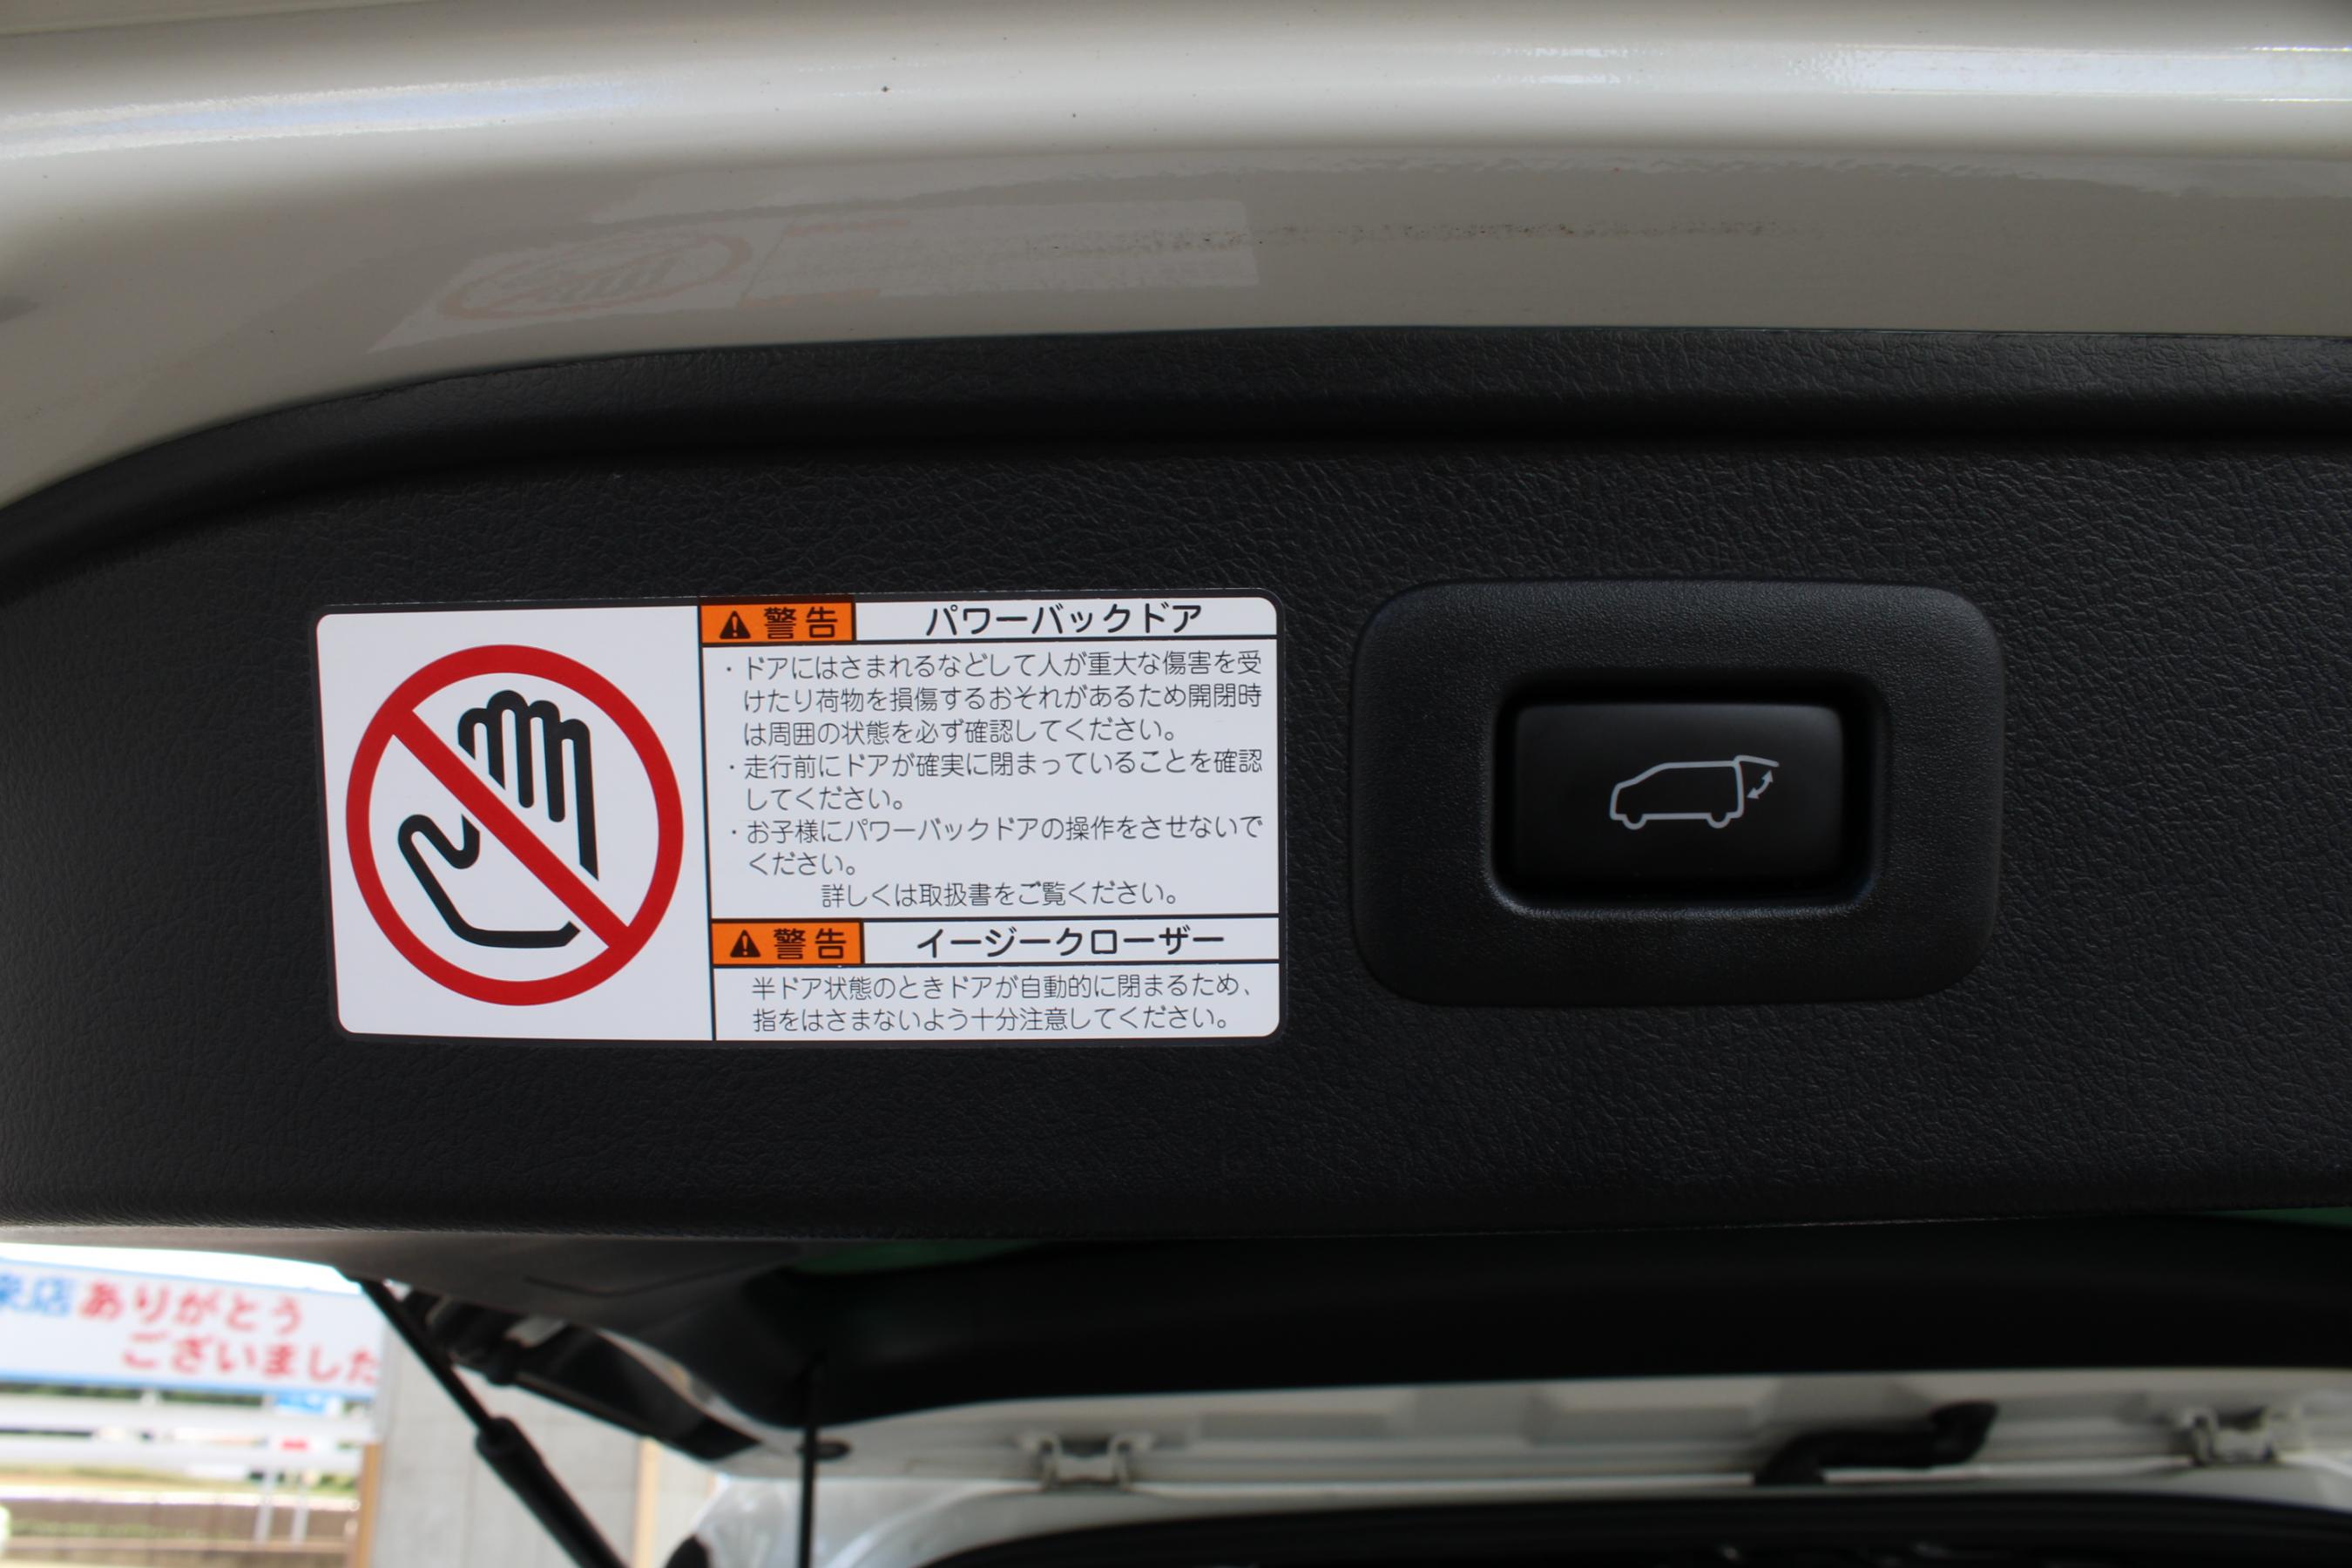 警告 パワーバックドア
・ドアにはさまれるなどして人が重大な傷害を受
けたり荷物を損傷するおそれがあるため開閉時
は周囲の状態を必ず確認してください。
・走行前にドアが確実に閉まっていることを確認
してください。
・お子様にパワーバックドアの操作をさせないで
ください。
詳しくは取扱書をご覧ください。
警告 イージークローザー
半ドア状態のときドアが自動的に閉まるため、
指をはさまないよう十分注意してください。
来店ありがとう
ございました